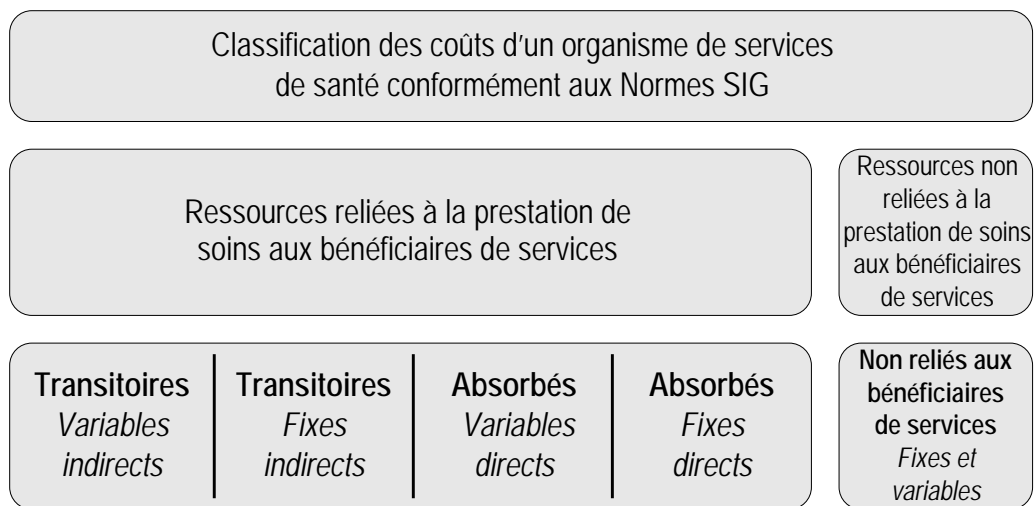 Classification des coûts d'un organisme de services
de santé conformément aux Normes SIG
Ressources reliées à la prestation de
soins aux bénéficiaires de services
Ressources non
reliées à la
prestation de soins
aux bénéficiaires
de services
Transitoires
Variables
indirects
Transitoires
Fixes
indirects
Absorbés
Variables
directs
Absorbés
Fixes
directs
Non reliés aux
bénéficiaires
de services
Fixes et
variables